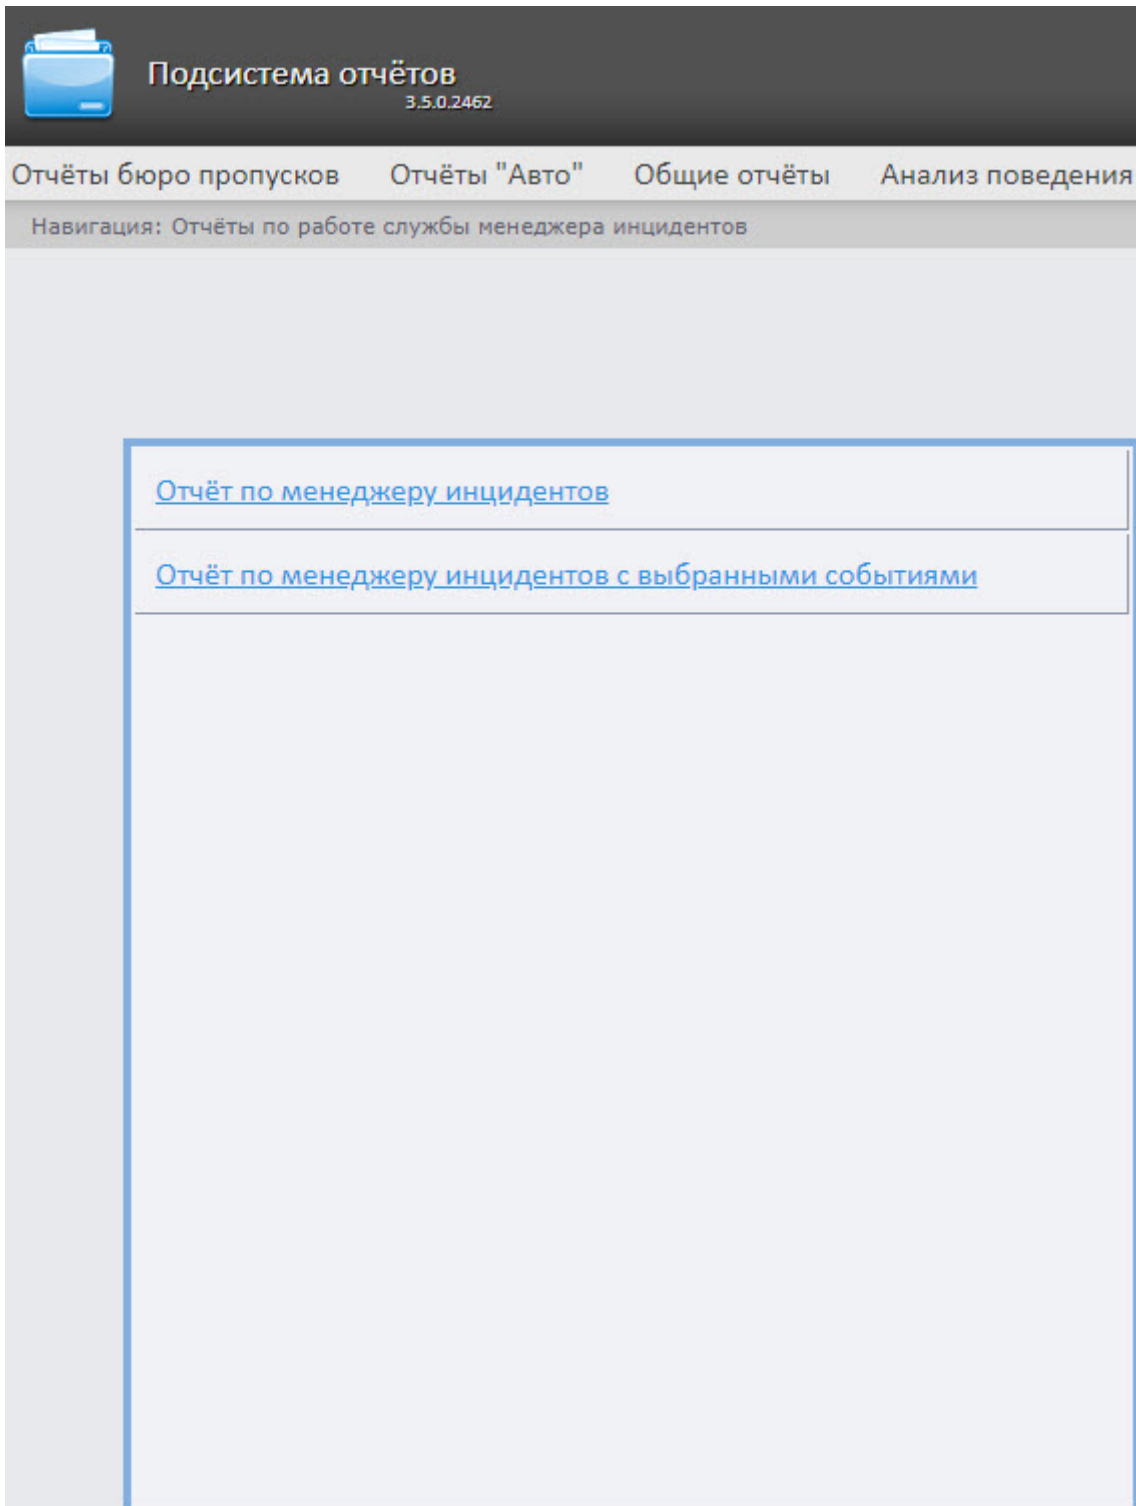 Подсистема отчётов
3.5.0.2462
Отчёты бюро пропусков Отчёты "Авто" Общие отчёты Анализ поведения
Навигация: Отчёты по работе службы менеджера инцидентов
Отчёт по менеджеру инцидентов
Отчёт по менеджеру инцидентов с выбранными событиями